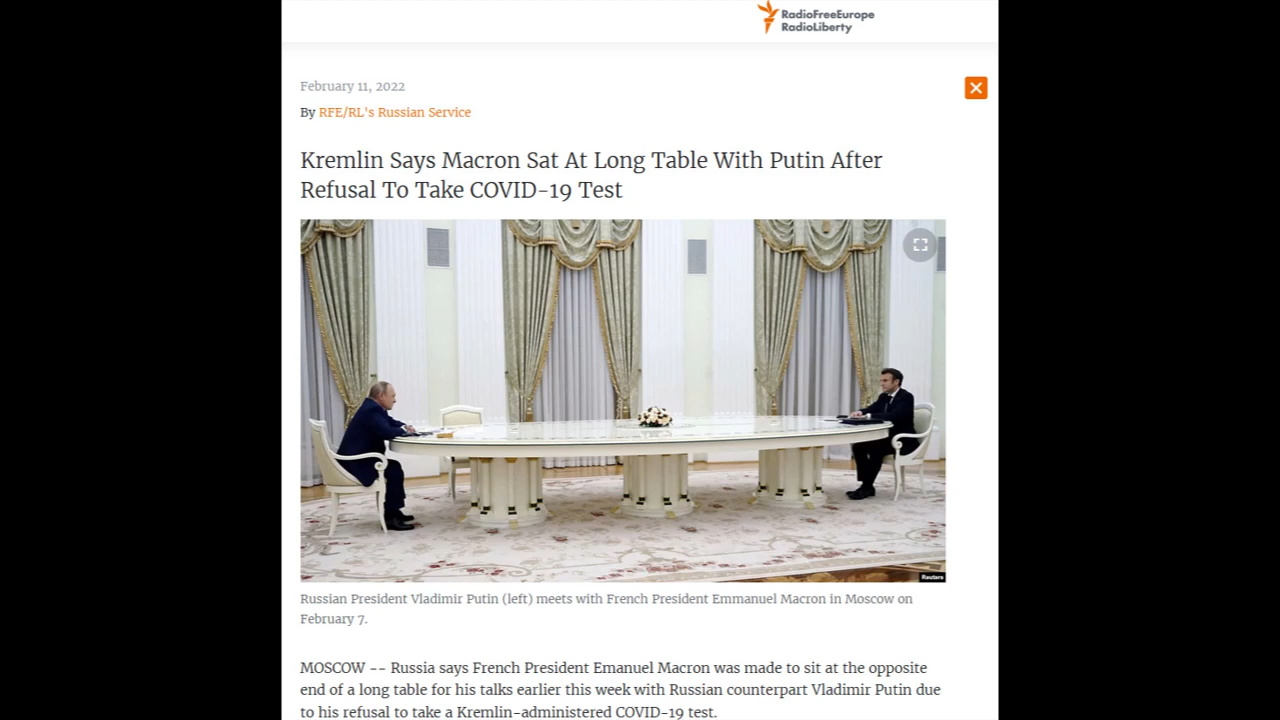 RadioFreeEurope
RadioLiberty
February 11, 2022
By RFE/RL's Russian Service
Kremlin Says Macron Sat At Long Table With Putin After
Refusal To Take COVID-19 Test
Reuters
Russian President Vladimir Putin (left) meets with French President Emmanuel Macron in Moscow on
February 7.
MOSCOW -- Russia says French President Emanuel Macron was made to sit at the opposite
end of a long table for his talks earlier this week with Russian counterpart Vladimir Putin due
to his refusal to take a Kremlin-administered COVID-19 test.